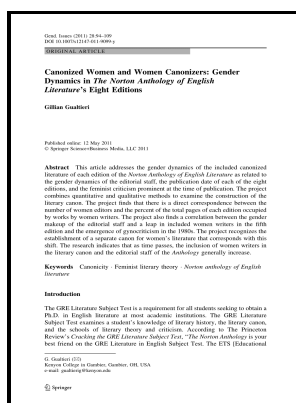 Gend. Issues (2011) 28:94–109
DOI 10.1007/s12147-011-9099-y
ORIGINAL ARTICLE
Canonized Women and Women Canonizers: Gender
Dynamics in The Norton Anthology of English
Literature's Eight Editions
Gillian Gualtieri
Published online: 12 May 2011
© Springer Science+Business Media, LLC 2011
Abstract This article addresses the gender dynamics of the included canonized
literature of each edition of the Norton Anthology of English Literature as related to
the gender dynamics of the editorial staff, the publication date of each of the eight
editions, and the feminist criticism prominent at the time of publication. The project
combines quantitative and qualitative methods to examine the construction of the
literary canon. The project finds that there is a direct correspondence between the
number of women editors and the percent of the total pages of each edition occupied
by works by women writers. The project also finds a correlation between the gender
makeup of the editorial staff and a leap in included women writers in the fifth
edition and the emergence of gynocriticism in the 1980s. The project recognizes the
establishment of a separate canon for women's literature that corresponds with this
shift. The research indicates that as time passes, the inclusion of women writers in
the literary canon and the editorial staff of the Anthology generally increase.
Keywords Canonicity · Feminist literary theory · Norton anthology of English
literature
Introduction
The GRE Literature Subject Test is a requirement for all students seeking to obtain a
Ph.D. in English literature at most academic institutions. The GRE Literature
Subject Test examines a student's knowledge of literary history, the literary canon,
and the schools of literary theory and criticism. According to The Princeton
Review's Cracking the GRE Literature Subject Test, "The Norton Anthology is your
best friend on the GRE Literature in English Subject Test. The ETS [Educational
G. Gualtieri (✉)
Kenyon College in Gambier, Gambier, OH, USA
e-mail: gualtierig@kenyon.edu
Springer